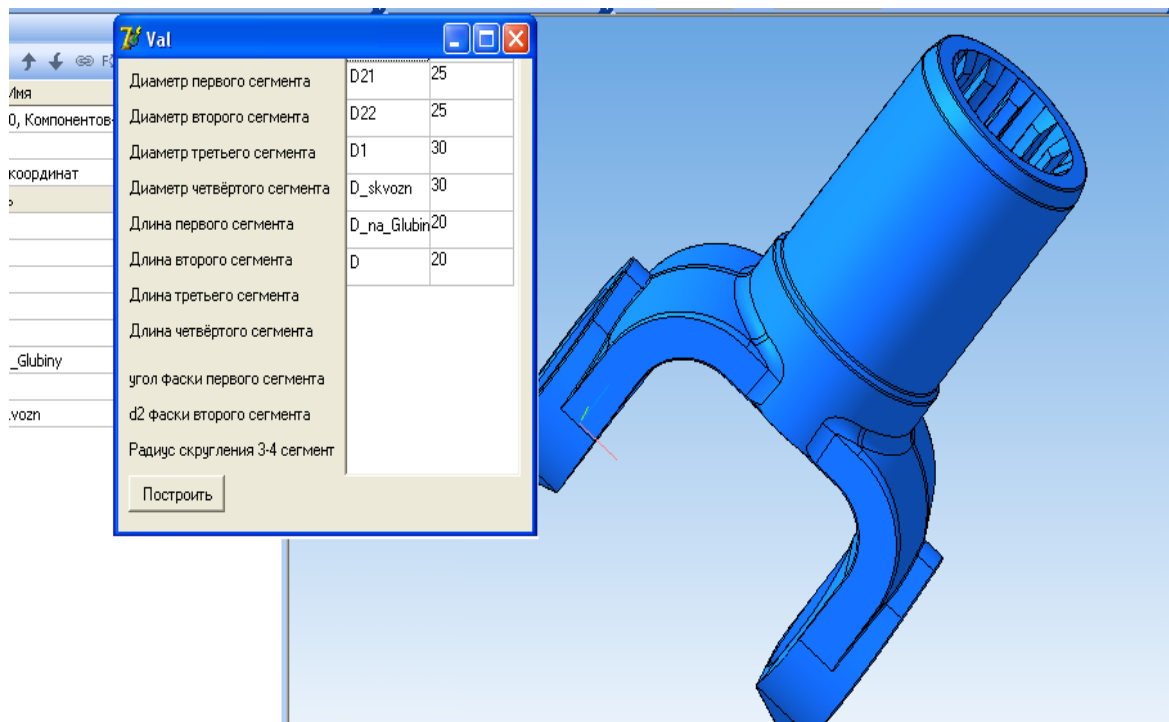 Val
Имя
0, Компонентов-
координат
_Glubiny
vozn
Диаметр первого сегмента D21 25
Диаметр второго сегмента D22 25
Диаметр третьего сегмента D1 30
Диаметр четвёртого сегмента D_skvozn 30
Длина первого сегмента D_na_Glubin 20
Длина второго сегмента D 20
Длина третьего сегмента
Длина четвёртого сегмента
угол фаски первого сегмента
d2 фаски второго сегмента
Радиус скругления 3-4 сегмент
Построить